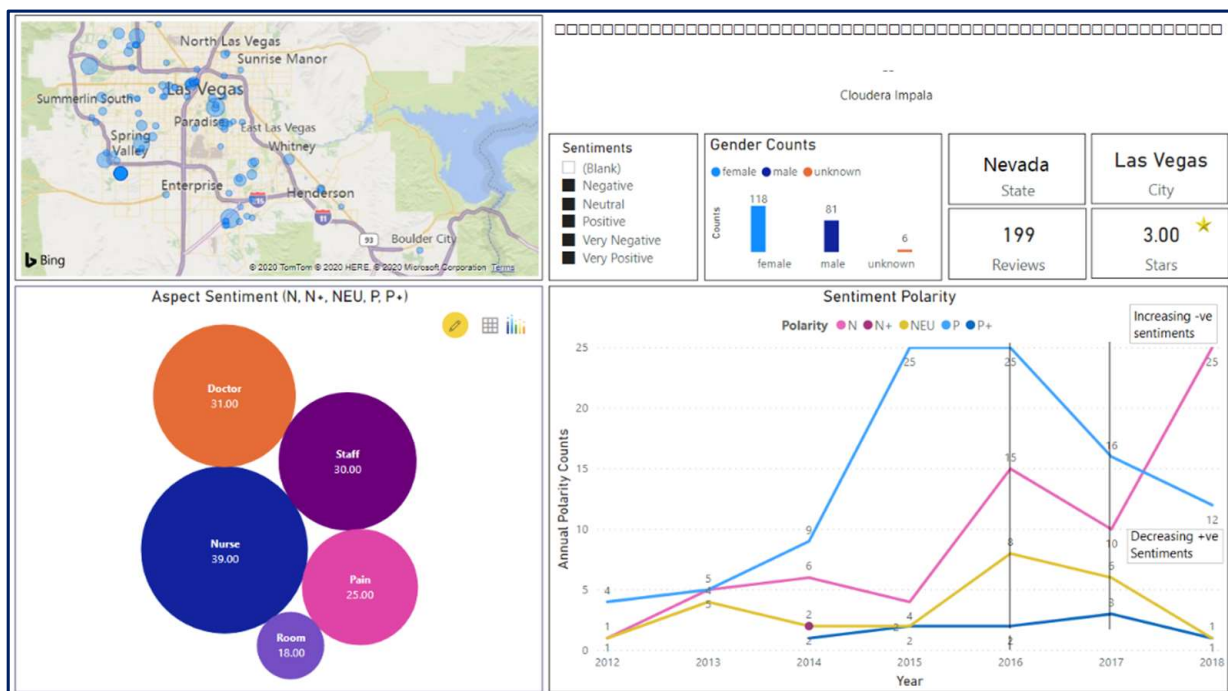 North Las Vegas
Sunrise Manor
Las Vegas
Summerlin South
Paradise
East Las Vegas
Spring
Valley
Whitney
Enterprise
Henderson
15
11
93
Boulder City
Bing
© 2020 TomTom © 2020 HERE, © 2020 Microsoft Corporation Terms
--
Cloudera Impala
Sentiments
(Blank)
Negative
Neutral
Positive
Very Negative
Very Positive
Gender Counts
female male unknown
Counts
118
81
6
female male unknown
Nevada
State
Las Vegas
City
199
Reviews
3.00
Stars
Aspect Sentiment (N, N+, NEU, P, P+)
Doctor
31.00
Staff
30.00
Nurse
39.00
Pain
25.00
Room
18.00
Sentiment Polarity
Polarity N N+ NEU P P+
Increasing -ve
sentiments
Decreasing +ve
Sentiments
Annual Polarity Counts
25
20
15
10
5
0
4
1
1
5
4
5
9
6
2
2
25
4
2
2
25
15
8
2
16
10
6
3
25
12
1
1
2012 2013 2014 2015 2016 2017 2018
Year